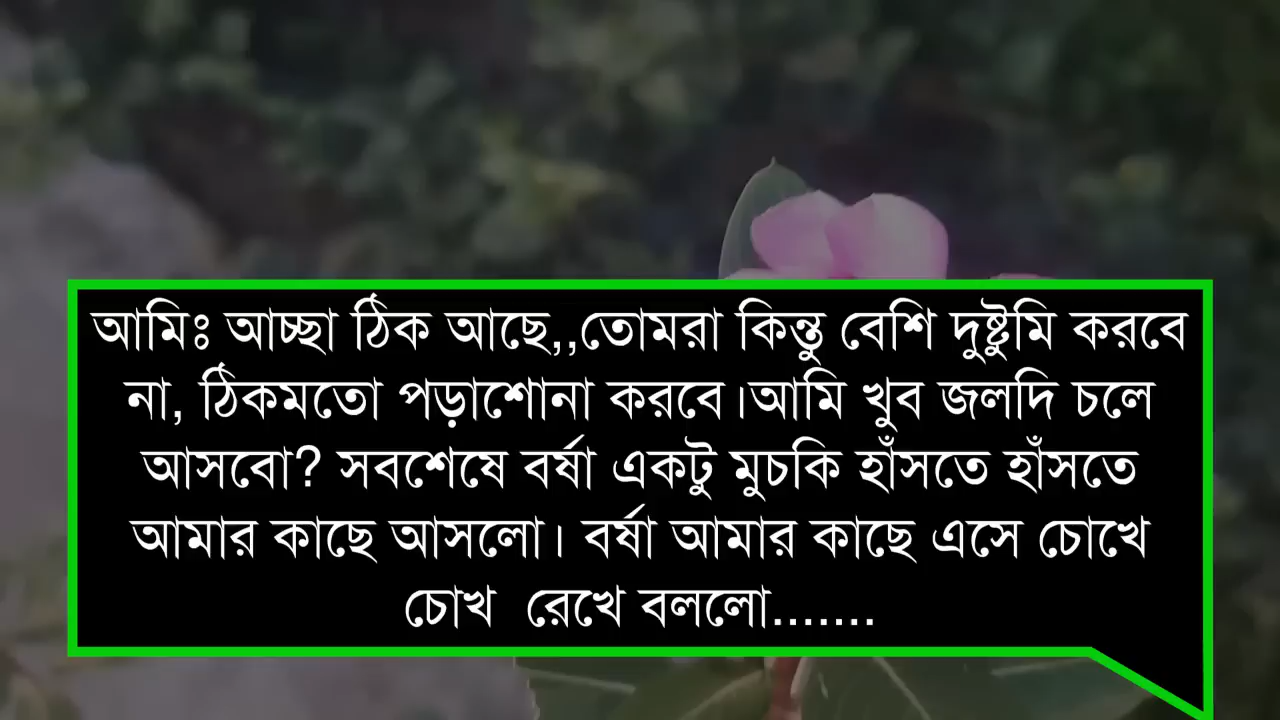 আমিঃ আচ্ছা ঠিক আছে,,তোমরা কিন্তু বেশি দুষ্টুমি করবে
না, ঠিকমতো পড়াশোনা করবে।আমি খুব জলদি চলে
আসবো? সবশেষে বর্ষা একটু মুচকি হাঁসতে হাঁসতে
আমার কাছে আসলো। বর্ষা আমার কাছে এসে চোখে
চোখ  রেখে বললো.......